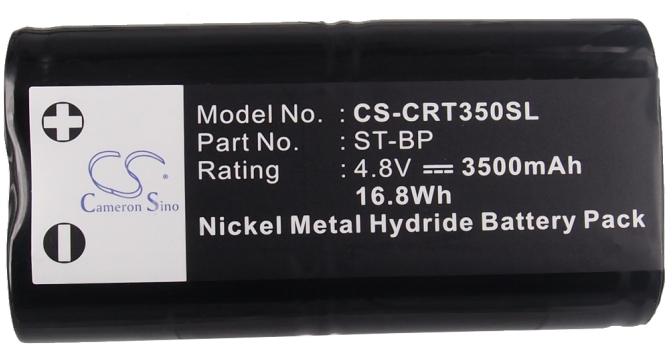 Model No. : CS-CRT350SL
Part No. : ST-BP
Rating : 4.8V 3500mAh
16.8Wh
Nickel Metal Hydride Battery Pack
+
CS
Cameron Sino
-